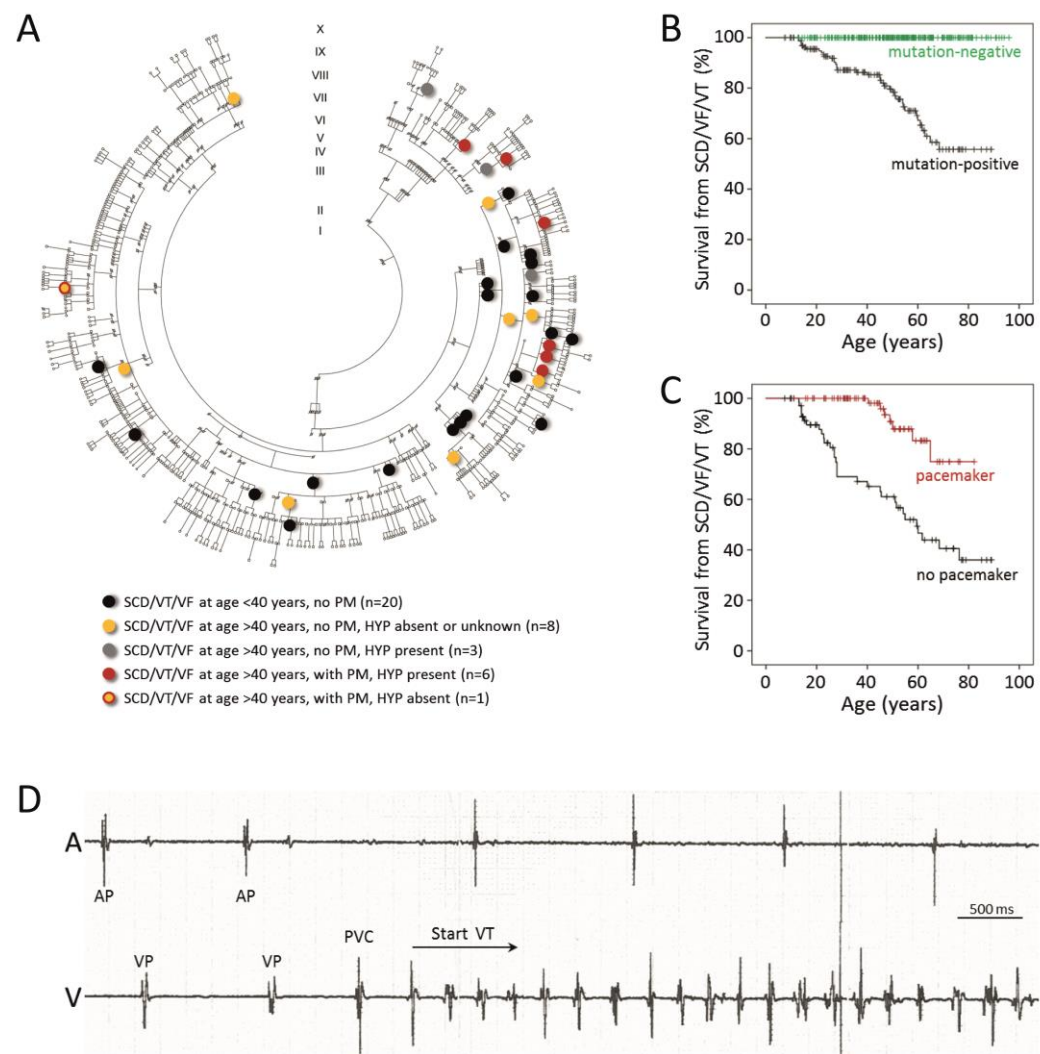 A
X
IX
VIII
VII
VI
V
IV
III
II
I
SCD/VT/VF at age <40 years, no PM (n=20)
SCD/VT/VF at age >40 years, no PM, HYP absent or unknown (n=8)
SCD/VT/VF at age >40 years, no PM, HYP present (n=3)
SCD/VT/VF at age >40 years, with PM, HYP present (n=6)
SCD/VT/VF at age >40 years, with PM, HYP absent (n=1)
B
Survival from SCD/VF/VT (%)
100
80
60
40
20
0
mutation-negative
mutation-positive
0 20 40 60 80 100
Age (years)
C
Survival from SCD/VF/VT (%)
100
80
60
40
20
0
pacemaker
no pacemaker
0 20 40 60 80 100
Age (years)
D
A
AP AP
500 ms
VP VP PVC Start VT
V